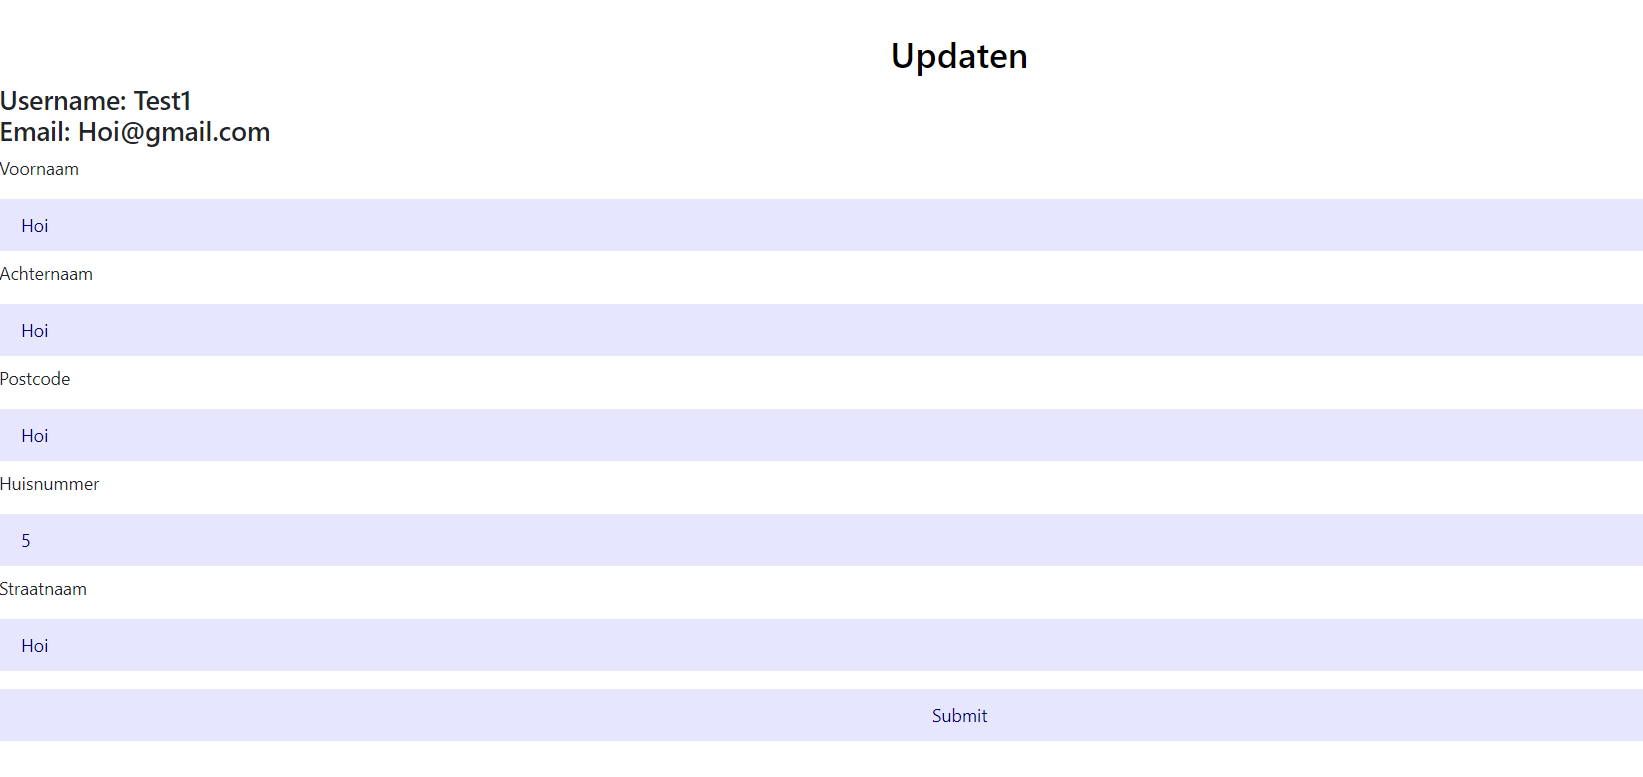 Updaten
Username: Test1
Email: Hoi@gmail.com
Voornaam
Hoi
Achternaam
Hoi
Postcode
Hoi
Huisnummer
5
Straatnaam
Hoi
Submit